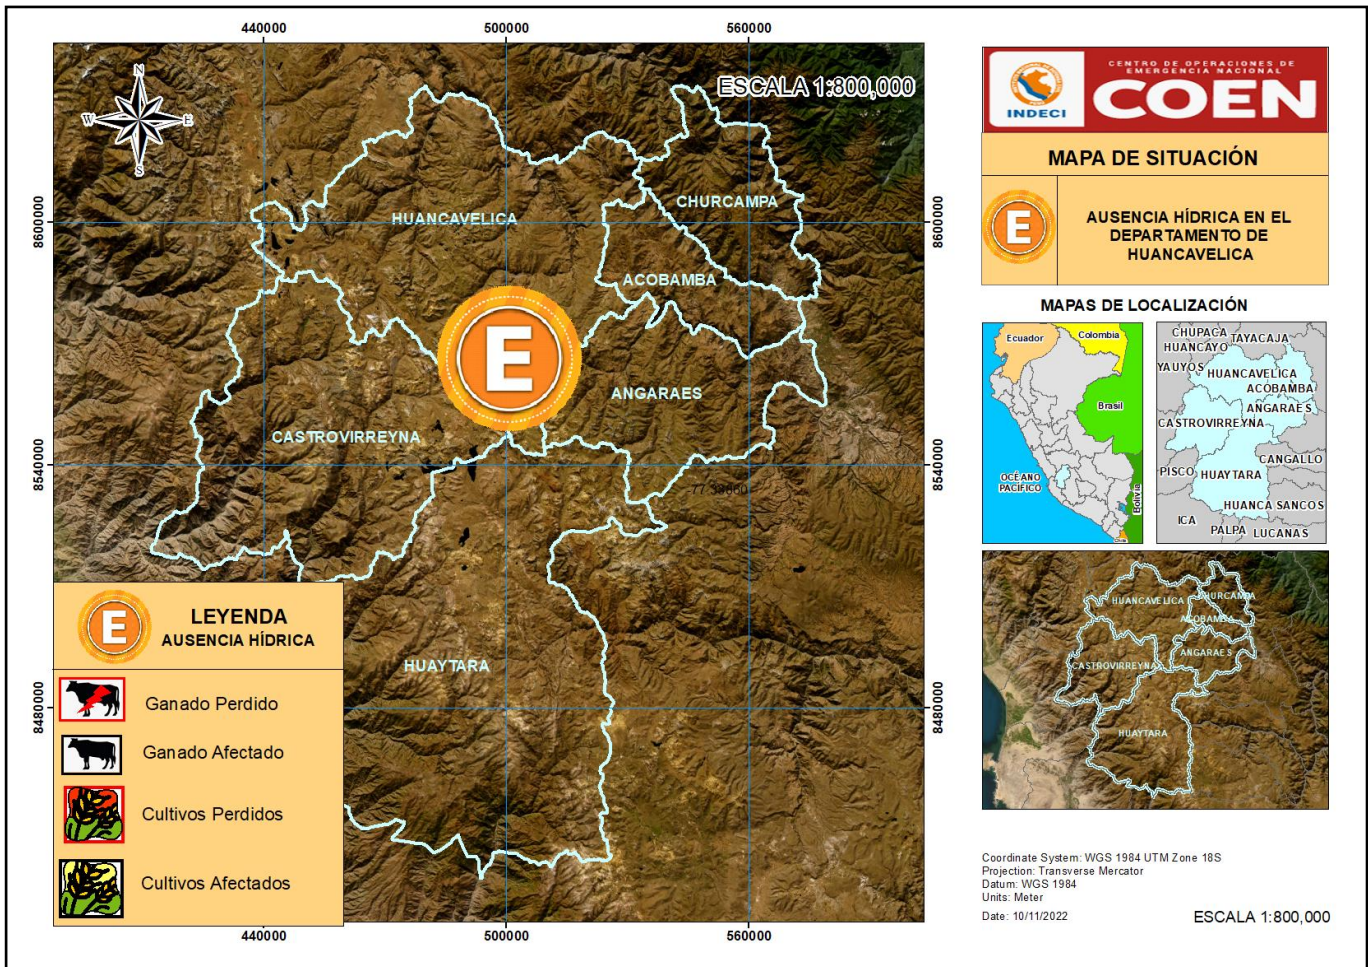 440000
500000
560000
8600000
8540000
8480000
8600000
8540000
8480000
440000
500000
560000
N
W
E
S
ESCALA 1:800,000
HUANCAVELICA
CHURCAMPA
ACOBAMBA
ANGARAES
CASTROVIRREYNA
HUAYTARA
E
E
LEYENDA
AUSENCIA HÍDRICA
Ganado Perdido
Ganado Afectado
Cultivos Perdidos
Cultivos Afectados
INDECI
CENTRO DE OPERACIONES DE
EMERGENCIA NACIONAL
COEN
MAPA DE SITUACIÓN
E
AUSENCIA HÍDRICA EN EL
DEPARTAMENTO DE
HUANCAVELICA
MAPAS DE LOCALIZACIÓN
Ecuador
Colombia
Brasil
OCÉANO
PACÍFICO
Bolivia
CHUPACA
TAYACAJA
HUANCAYO
YAUYOS
HUANCAVELICA
ACOBAMBA
ANGARAES
CASTROVIRREYNA
CANGALLO
PISCO
HUAYTARA
HUANCA SANCOS
ICA
PALPA
LUCANAS
HUANCAVELICA
CHURCAMPA
ACOBAMBA
ANGARAES
CASTROVIRREYNA
HUAYTARA
Coordinate System: WGS 1984 UTM Zone 18S
Projection: Transverse Mercator
Datum: WGS 1984
Units: Meter
Date: 10/11/2022
ESCALA 1:800,000